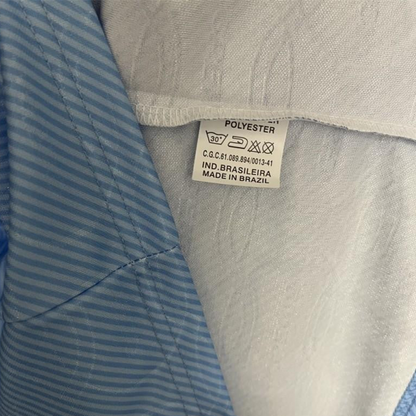 POLYESTER
30°
C.G.C.61.089.894/0013-41
IND.BRASILEIRA
MADE IN BRAZIL